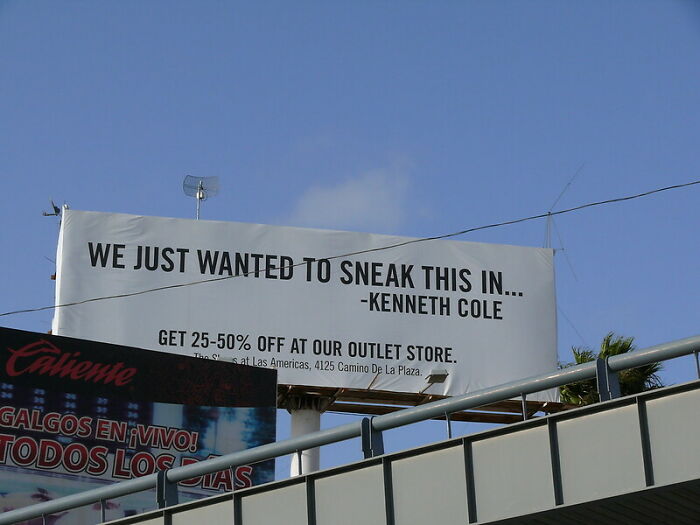 WE JUST WANTED TO SNEAK THIS IN...
-KENNETH COLE
GET 25-50% OFF AT OUR OUTLET STORE.
The at Las Americas, 4125 Camino De La Plaza.
Caliente
GALGOS EN ¡VIVO!
TODOS LOS DIAS